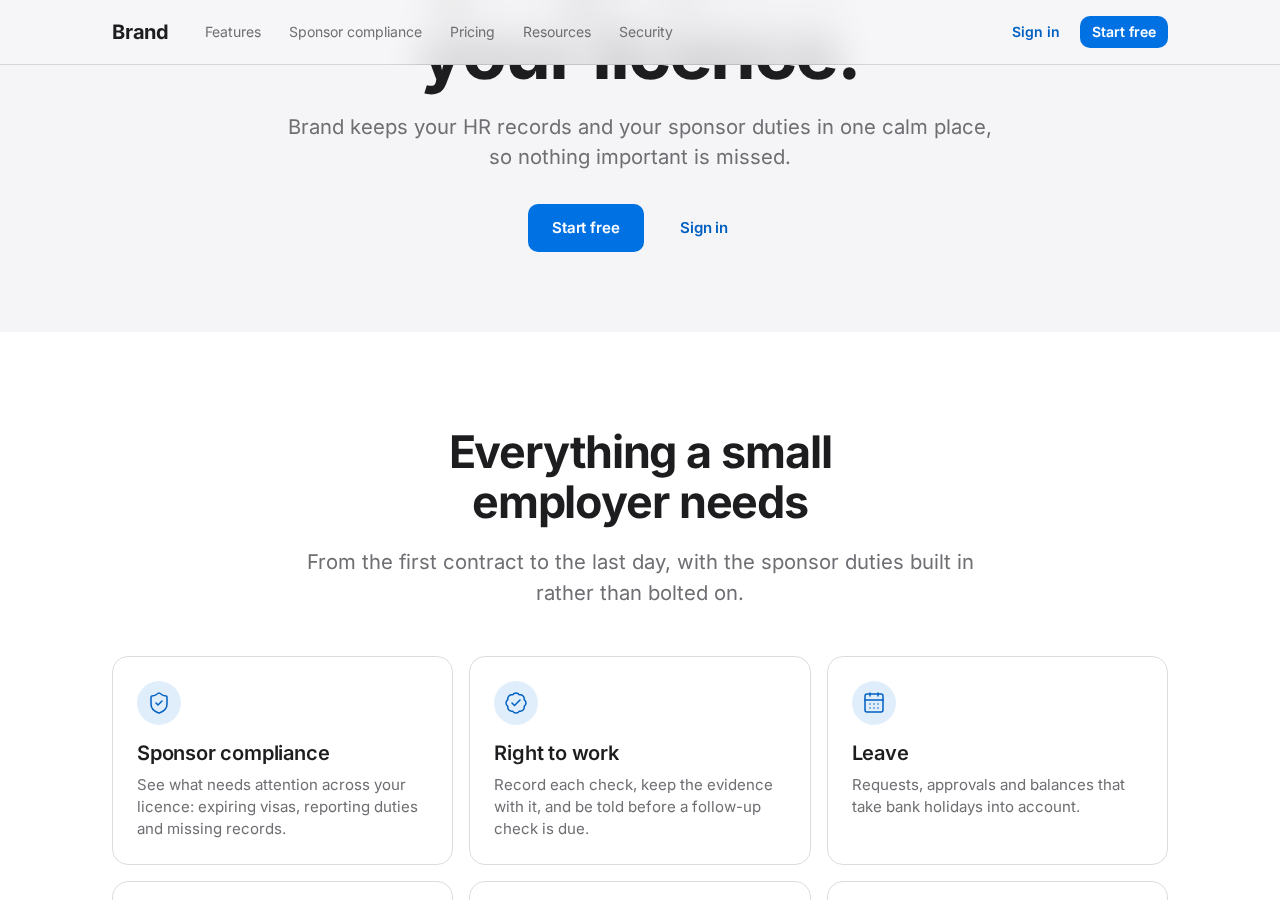 Brand
Features
Sponsor compliance
Pricing
Resources
Security
Sign in
Start free
your licence.
Brand keeps your HR records and your sponsor duties in one calm place,
so nothing important is missed.
Start free
Sign in
Everything a small
employer needs
From the first contract to the last day, with the sponsor duties built in
rather than bolted on.
Sponsor compliance
See what needs attention across your
licence: expiring visas, reporting duties
and missing records.
Right to work
Record each check, keep the evidence
with it, and be told before a follow-up
check is due.
Leave
Requests, approvals and balances that
take bank holidays into account.